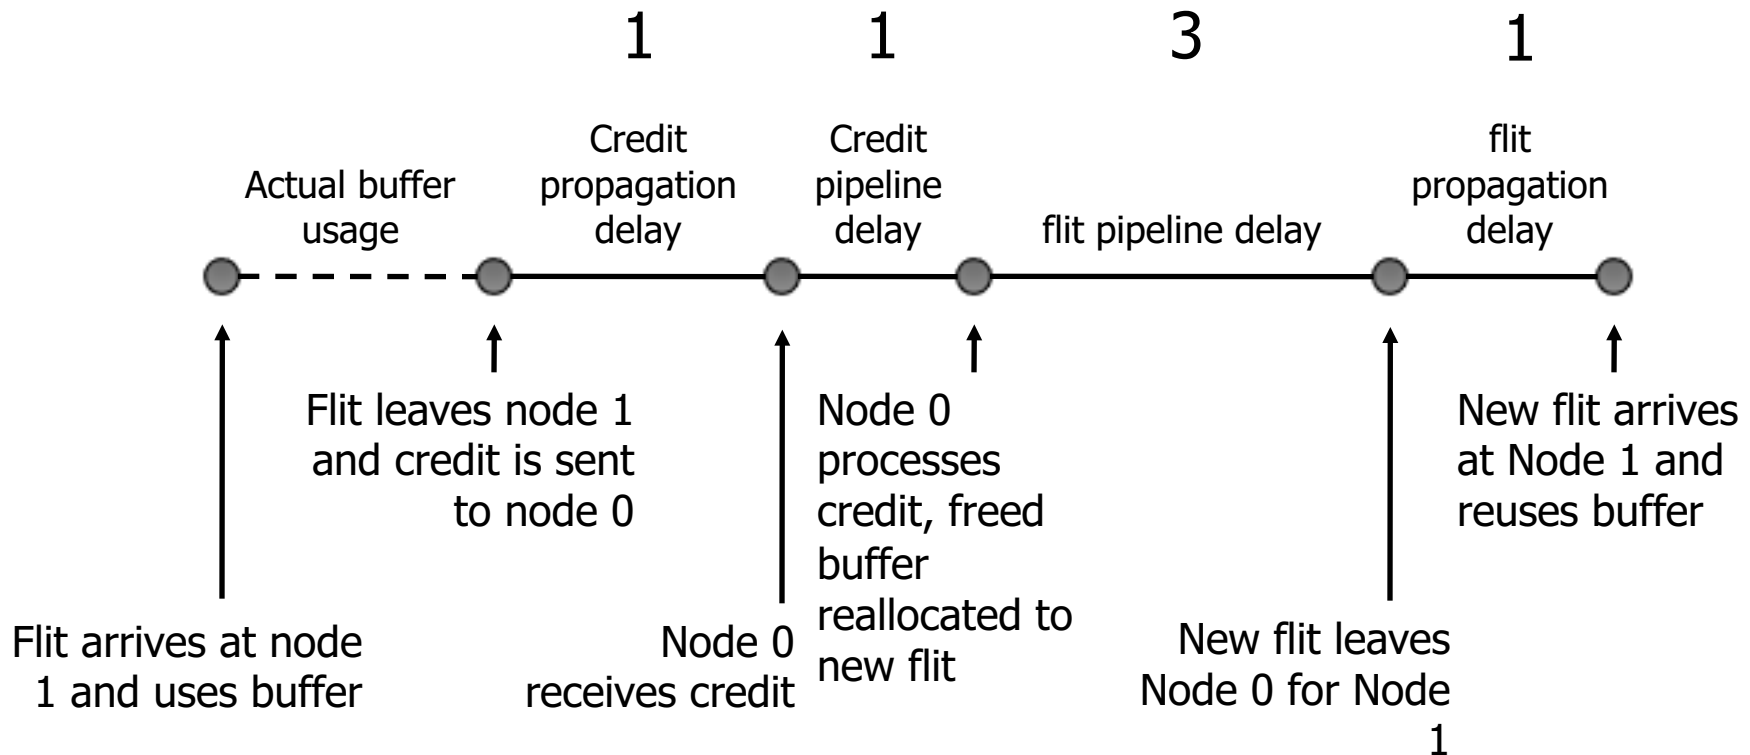 1
1
3
1
Actual buffer
usage
Credit
propagation
delay
Credit
pipeline
delay
flit pipeline delay
flit
propagation
delay
Flit arrives at node
1 and uses buffer
Flit leaves node 1
and credit is sent
to node 0
Node 0
receives credit
Node 0
processes
credit, freed
buffer
reallocated to
new flit
New flit leaves
Node 0 for Node
1
New flit arrives
at Node 1 and
reuses buffer